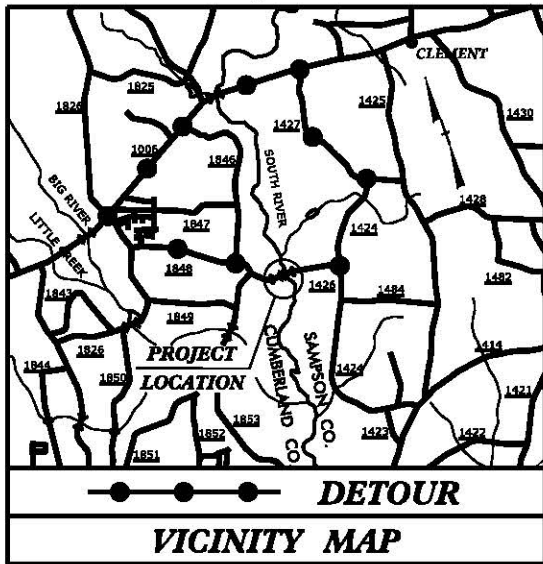 CLEMENT
1825
1826
1425
1430
1427
1006
1846
SOUTH RIVER
BIG RIVER
LITTLE CREEK
1428
1847
1424
1848
1482
1426
1484
1843
1849
PROJECT
LOCATION
SAMPSON CO.
CUMBERLAND CO.
1826
1414
1844
1850
1424
1421
1853
1852
1423
1422
1851
DETOUR
VICINITY MAP